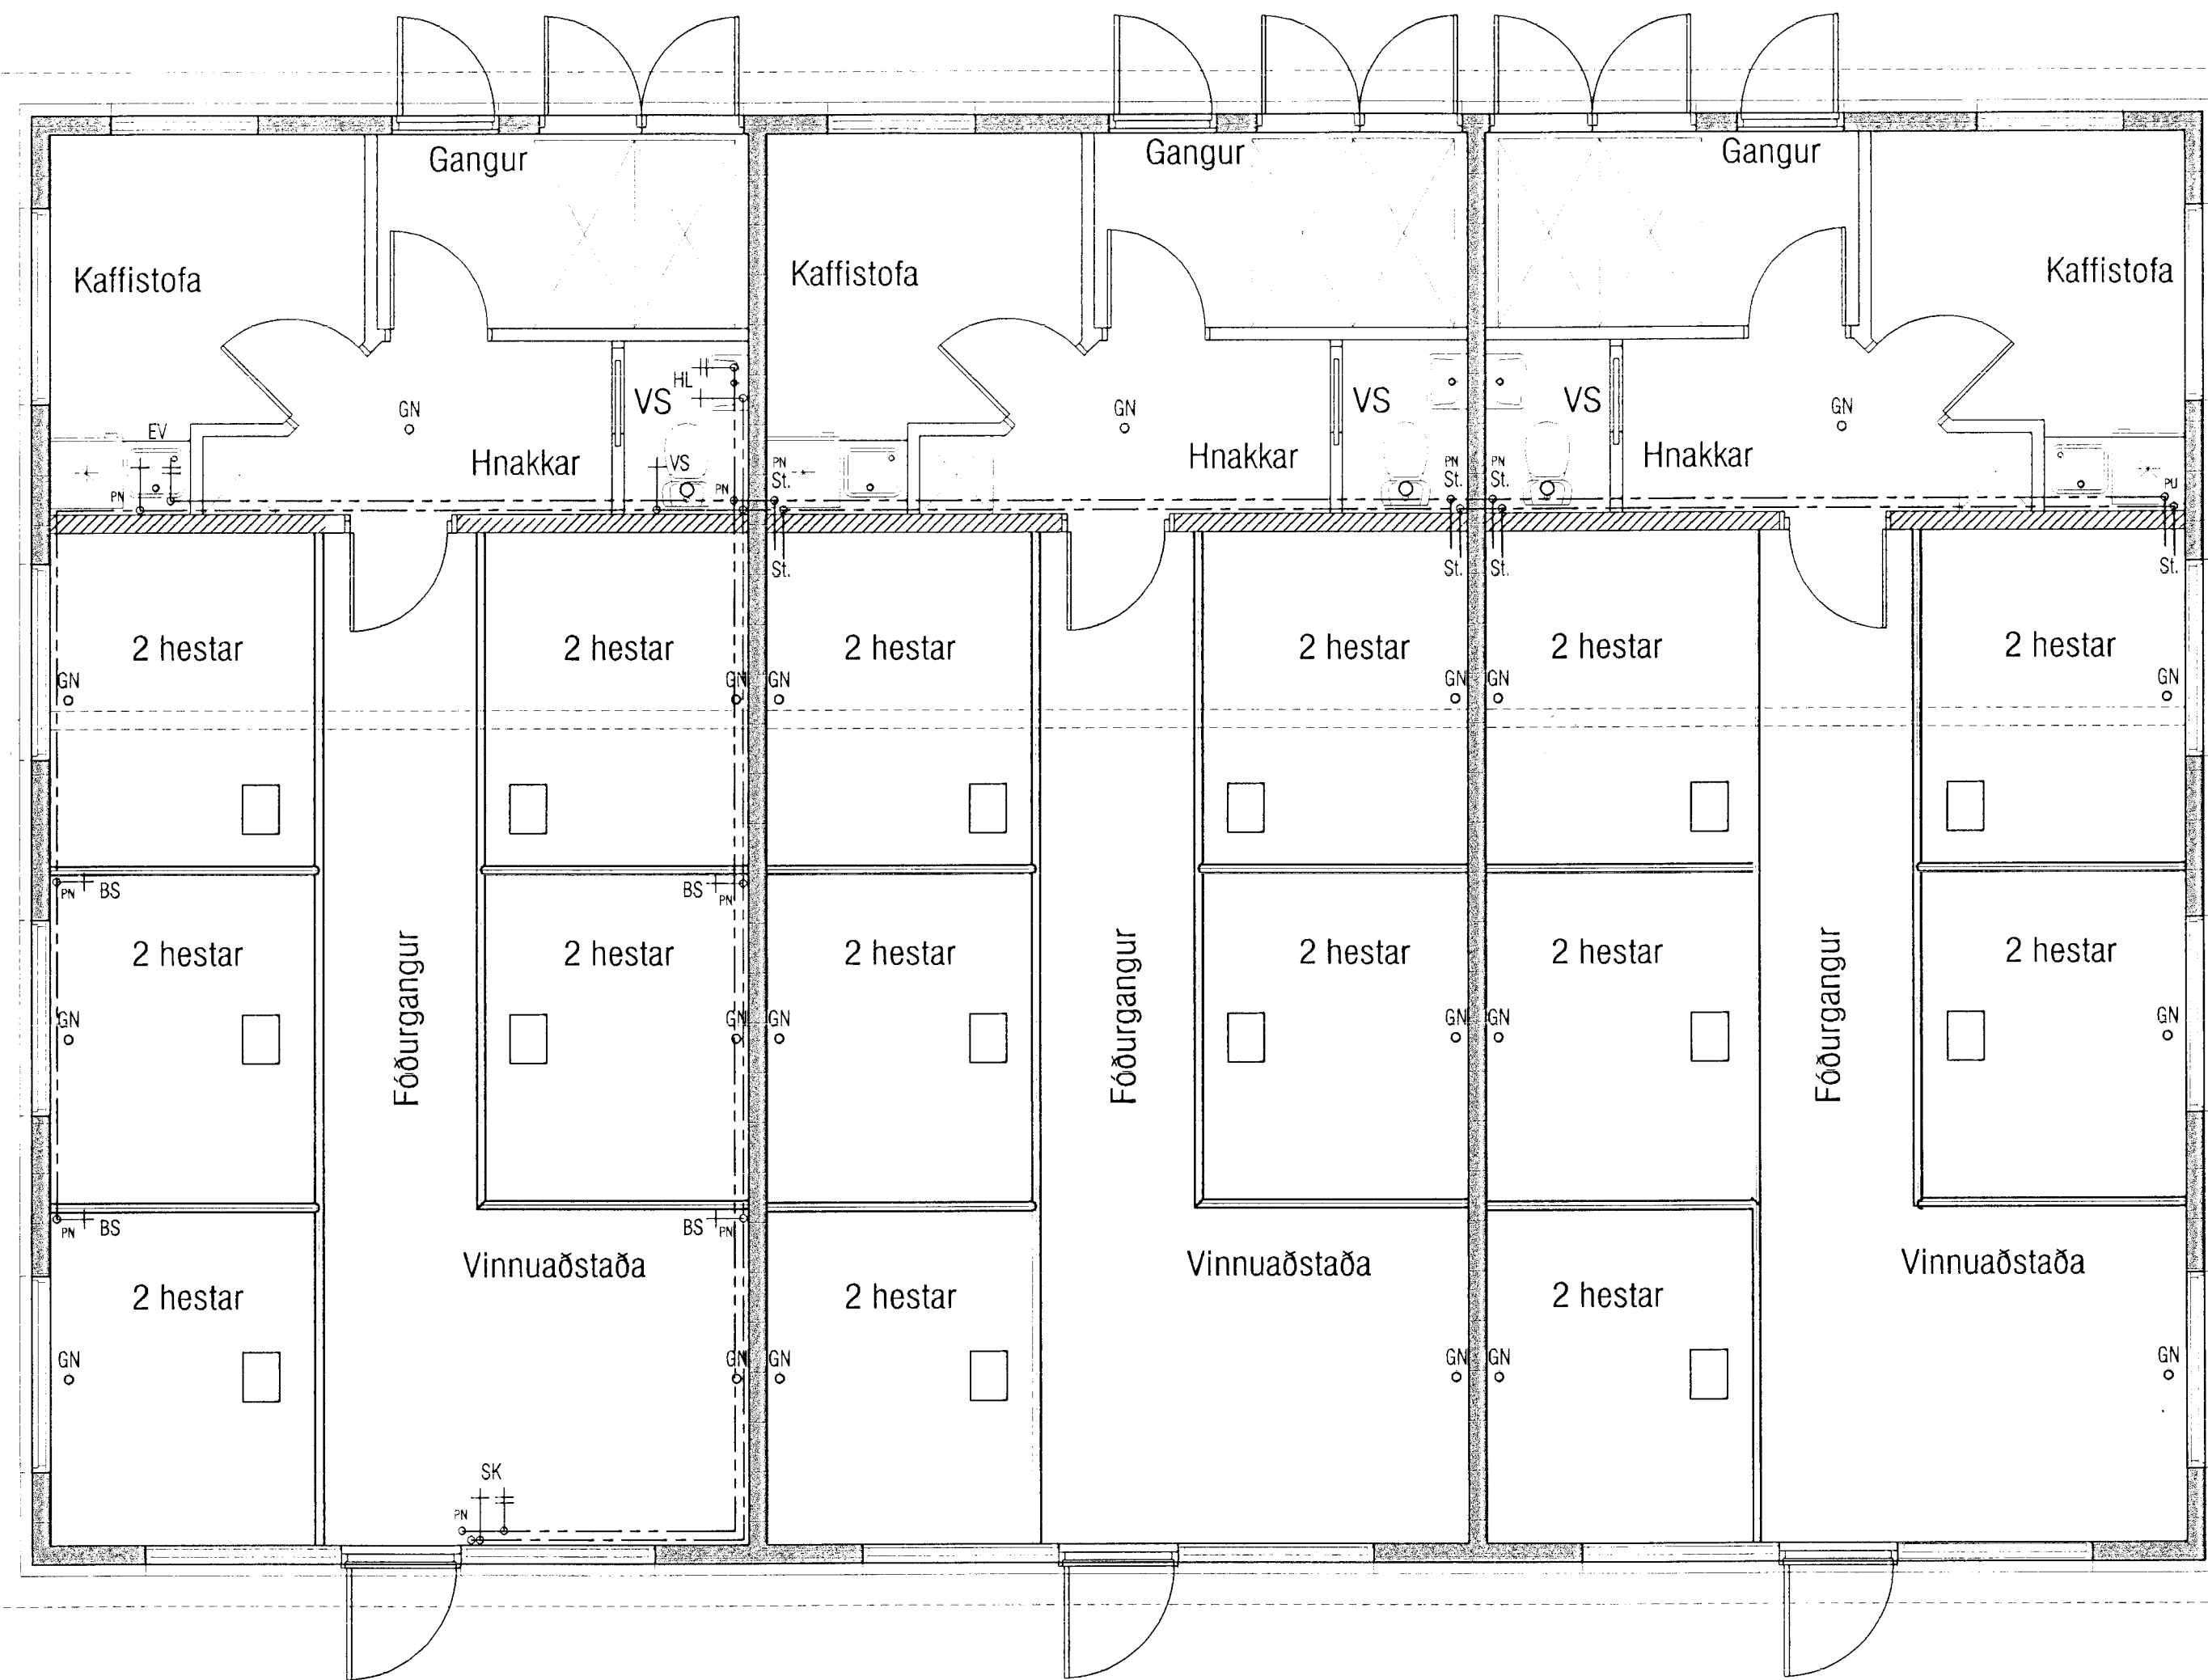 Gangur
Gangur
Gangur
Kaffistofa
Kaffistofa
Kaffistofa
HL
VS
VS
VS
GN
GN
GN
EV
Hnakkar
VS
Hnakkar
Hnakkar
PN
PN
PN
St.
PN
St.
PN
St.
PU
St.
St.
St.
St.
2 hestar
2 hestar
2 hestar
2 hestar
2 hestar
2 hestar
GN
GN
GN
GN
GN
GN
PN
BS
BS
PN
2 hestar
2 hestar
2 hestar
2 hestar
2 hestar
2 hestar
Fóðurgangur
Fóðurgangur
Fóðurgangur
GN
GN
GN
GN
GN
GN
PN
BS
BS
PN
Vinnuaðstaða
Vinnuaðstaða
Vinnuaðstaða
2 hestar
2 hestar
2 hestar
GN
GN
GN
GN
GN
GN
SK
PN